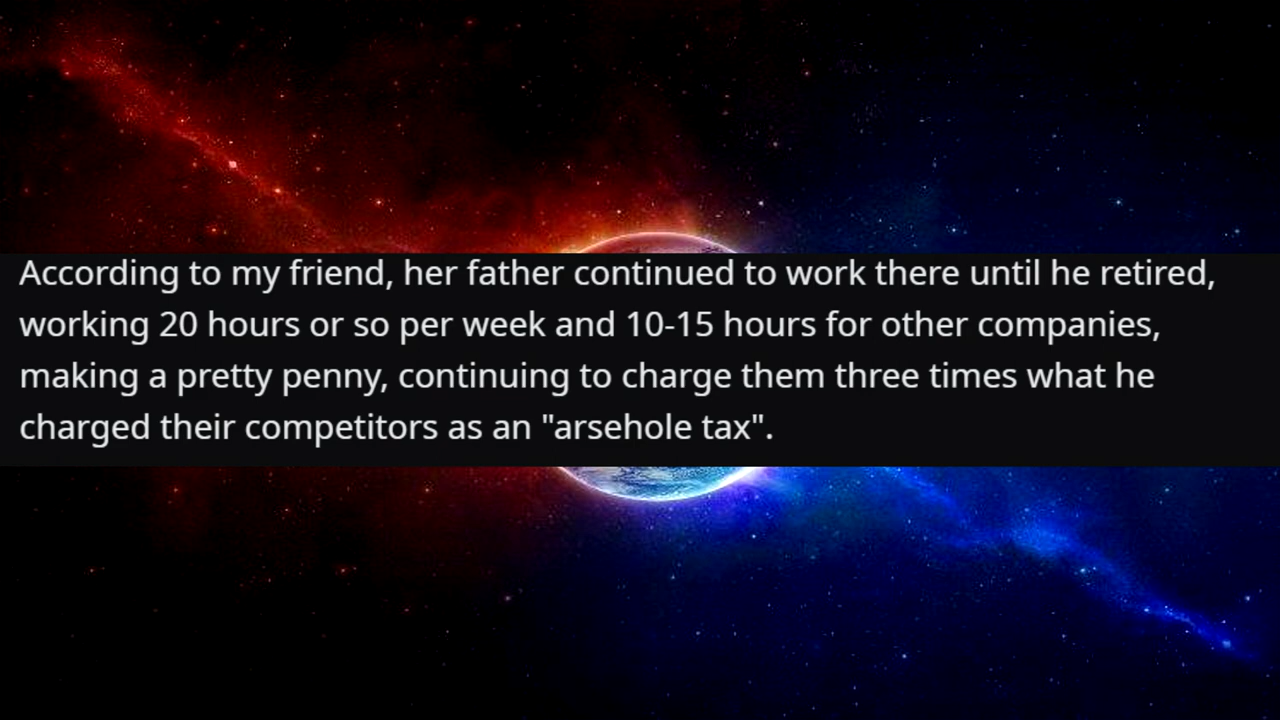 According to my friend, her father continued to work there until he retired,
working 20 hours or so per week and 10-15 hours for other companies,
making a pretty penny, continuing to charge them three times what he
charged their competitors as an "arsehole tax".